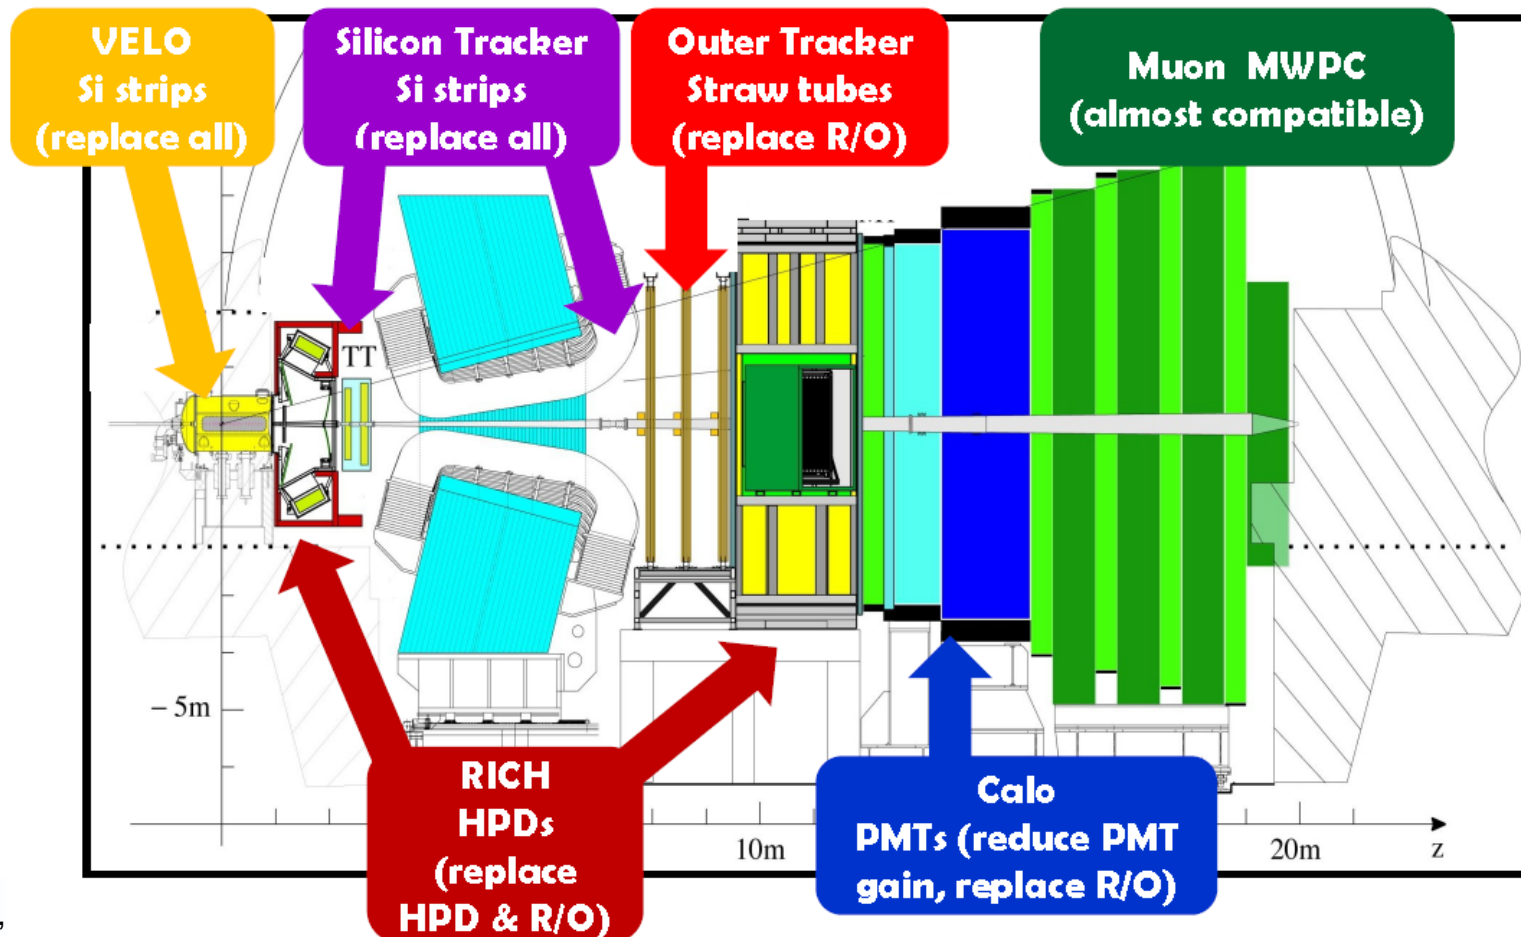 VELO
Si strips
(replace all)
Silicon Tracker
Si strips
(replace all)
Outer Tracker
Straw tubes
(replace R/O)
Muon MWPC
(almost compatible)
TT
– 5m
RICH
HPDs
(replace
HPD & R/O)
Calo
PMTs (reduce PMT
gain, replace R/O)
10m
20m
z